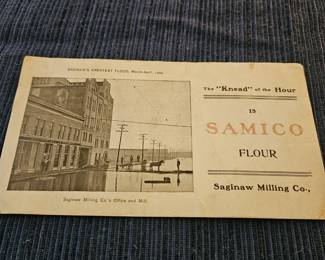 SAGINAW'S GREATEST FLOOD, March-April, 1904
Saginaw Milling Co.'s Office and Mill
The "Knead" of the Hour
IS
SAMICO
FLOUR
Saginaw Milling Co.,